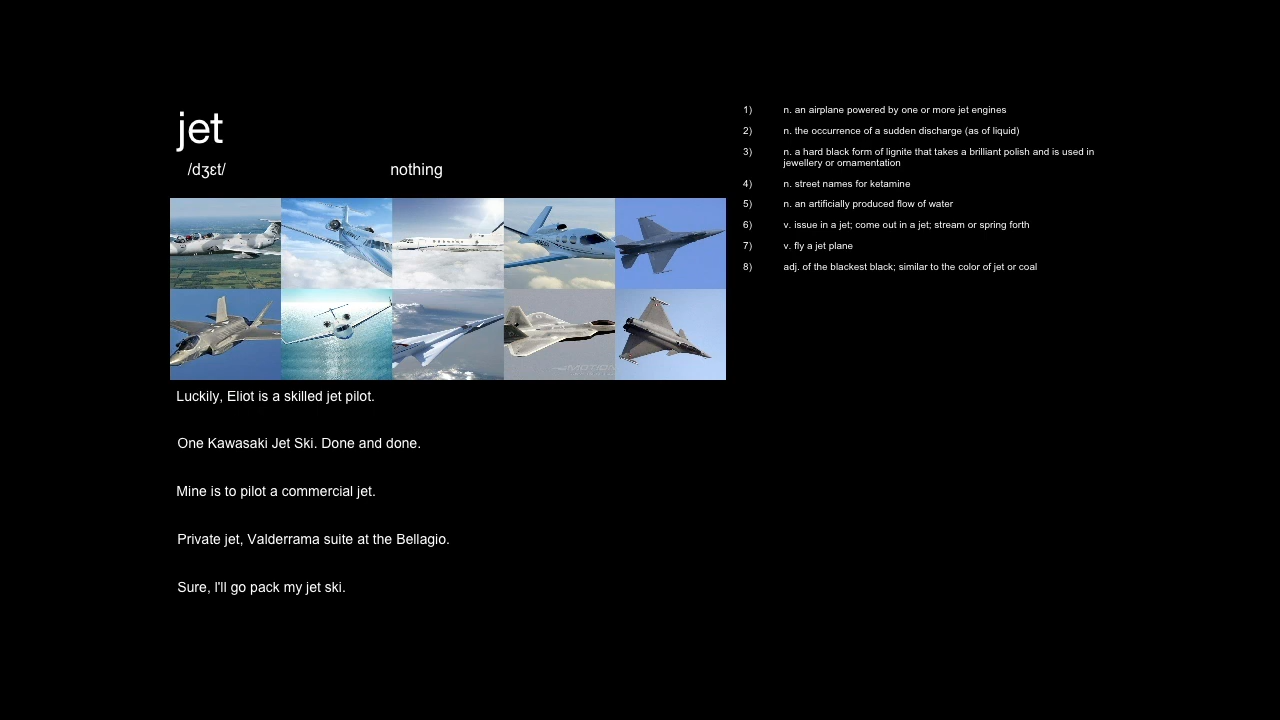 jet
/dʒɛt/
nothing
Luckily, Eliot is a skilled jet pilot.
One Kawasaki Jet Ski. Done and done.
Mine is to pilot a commercial jet.
Private jet, Valderrama suite at the Bellagio.
Sure, I'll go pack my jet ski.
1) n. an airplane powered by one or more jet engines
2) n. the occurrence of a sudden discharge (as of liquid)
3) n. a hard black form of lignite that takes a brilliant polish and is used in
jewellery or ornamentation
4) n. street names for ketamine
5) n. an artificially produced flow of water
6) v. issue in a jet; come out in a jet; stream or spring forth
7) v. fly a jet plane
8) adj. of the blackest black; similar to the color of jet or coal